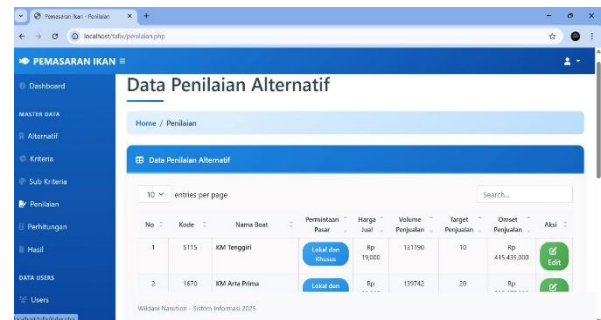 Pemasaran Ikan - Penilaian
localhost/tafix/penilaian.php
PEMASARAN IKAN
Dashboard
MASTER DATA
Alternatif
Kriteria
Sub Kriteria
Penilaian
Perhitungan
Hasil
DATA USERS
Users
Data Penilaian Alternatif
Home / Penilaian
Data Penilaian Alternatif
10 entries per page
Search...
No Kode Nama Boat Permintaan Pasar Harga Jual Volume Penjualan Target Penjualan Omset Penjualan Aksi
1 5115 KM Tenggiri Lokal dan Khusus Rp 19,000 131190 10 Rp 415,435,000 Edit
2 1670 KM Arta Prima Lokal dan Rp 139742 20 Rp
Sistem Informasi 2025